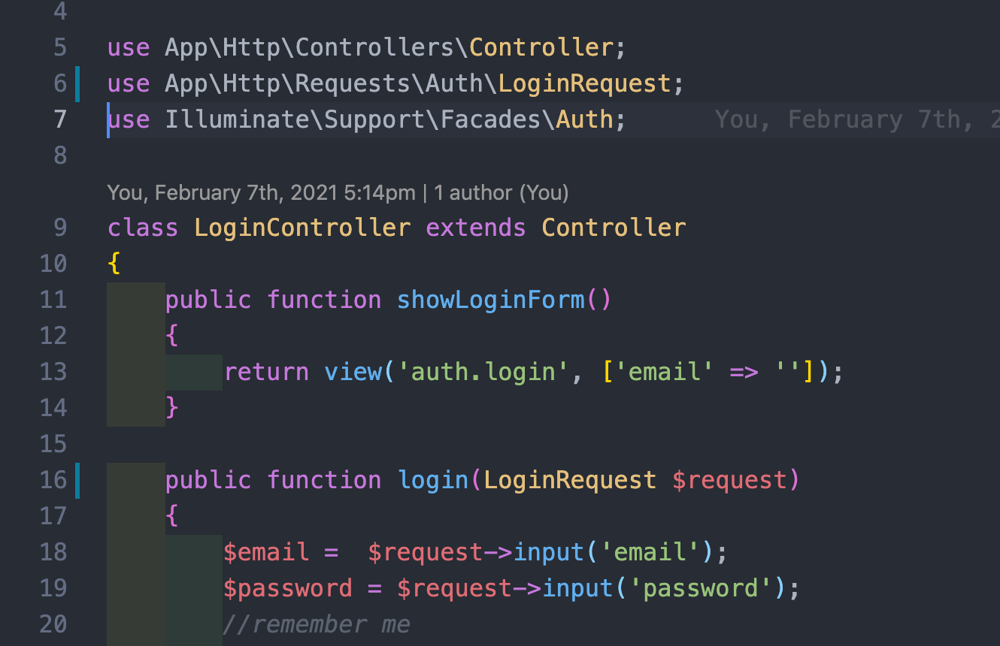 4
5 use App\Http\Controllers\Controller;
6 use App\Http\Requests\Auth\LoginRequest;
7 use Illuminate\Support\Facades\Auth; You, February 7th, 2
8
You, February 7th, 2021 5:14pm | 1 author (You)
9 class LoginController extends Controller
10 {
11 public function showLoginForm()
12 {
13 return view('auth.login', ['email' => '']);
14 }
15
16 public function login(LoginRequest $request)
17 {
18 $email =  $request->input('email');
19 $password = $request->input('password');
20 //remember me